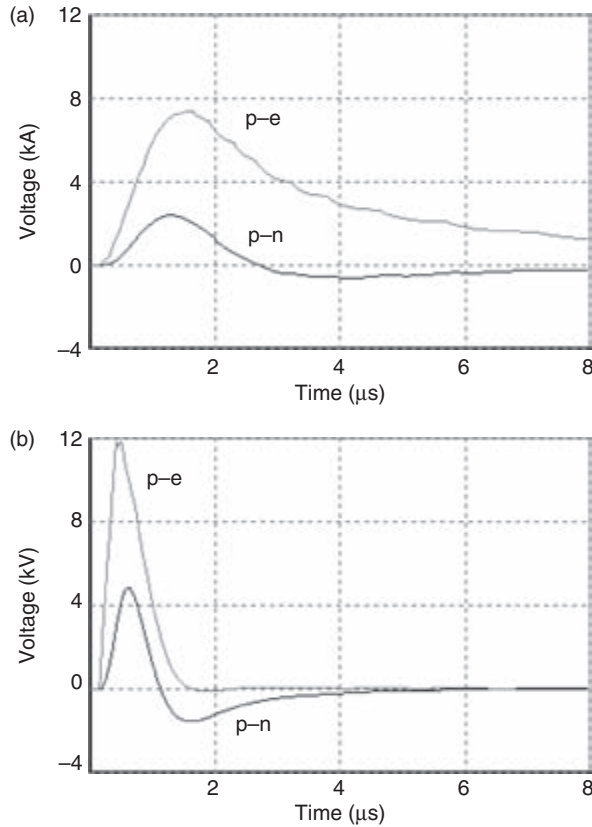 (a)
12
8
4
0
–4
Voltage (kA)
p–e
p–n
2
4
6
8
Time (μs)
(b)
12
8
4
0
–4
Voltage (kV)
p–e
p–n
2
4
6
8
Time (μs)